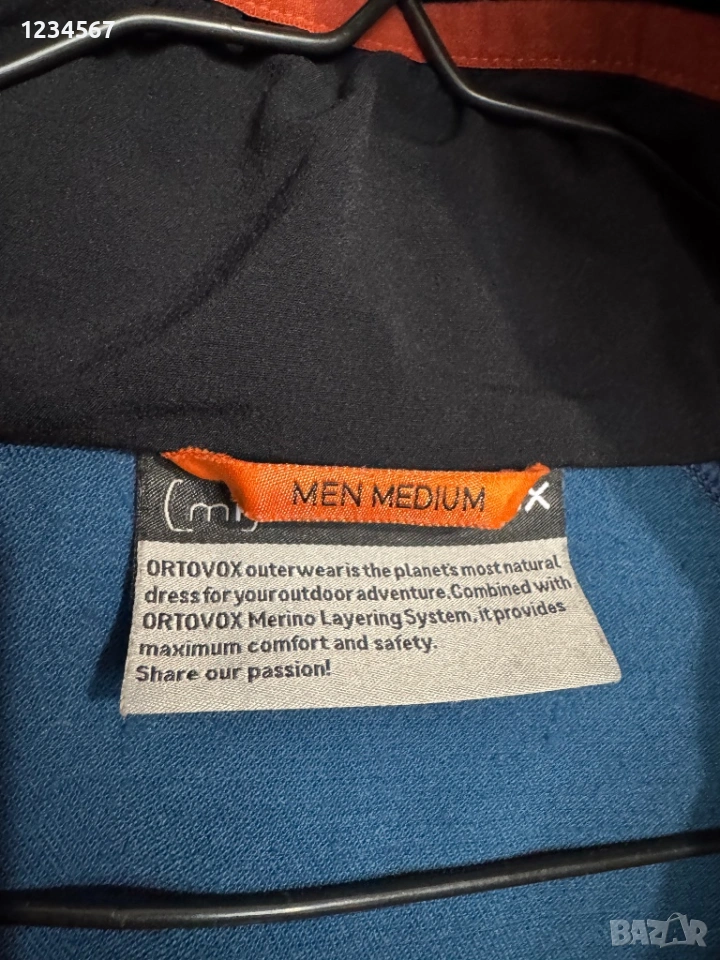 1234567
MEN MEDIUM
ORTOVOX outerwear is the planet's most natural
dress for your outdoor adventure. Combined with
ORTOVOX Merino Layering System, it provides
maximum comfort and safety.
Share our passion!
BAZAR